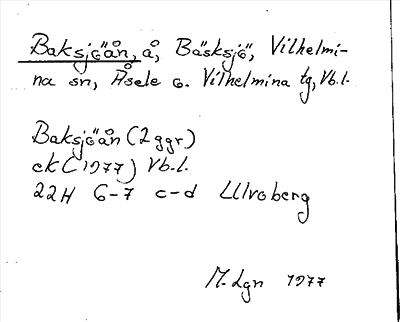 Baksjöån, å, Bäsksjö, Vilhelmi-
na sn, Åsele o. Vilhelmina tg, Vb.l.
Baksjöån (2 ggr)
ek (1977) Vb.l.
22H 6-7 c-d Ulvoberg
M. Lgn 1977